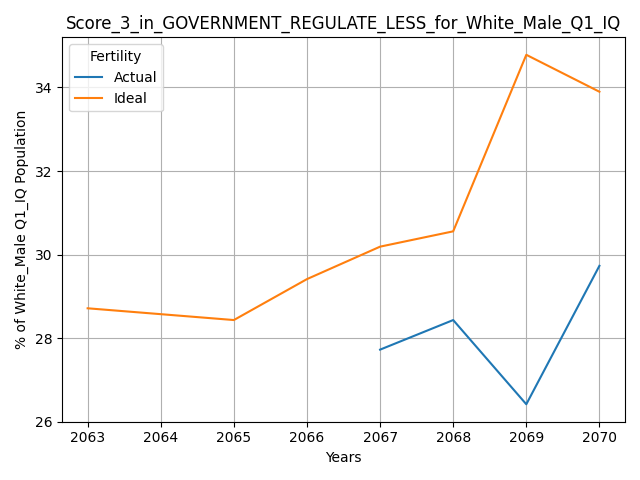 Score_3_in_GOVERNMENT_REGULATE_LESS_for_White_Male_Q1_IQ
Fertility
Actual
Ideal
% of White_Male Q1_IQ Population
34
32
30
28
26
2063 2064 2065 2066 2067 2068 2069 2070
Years